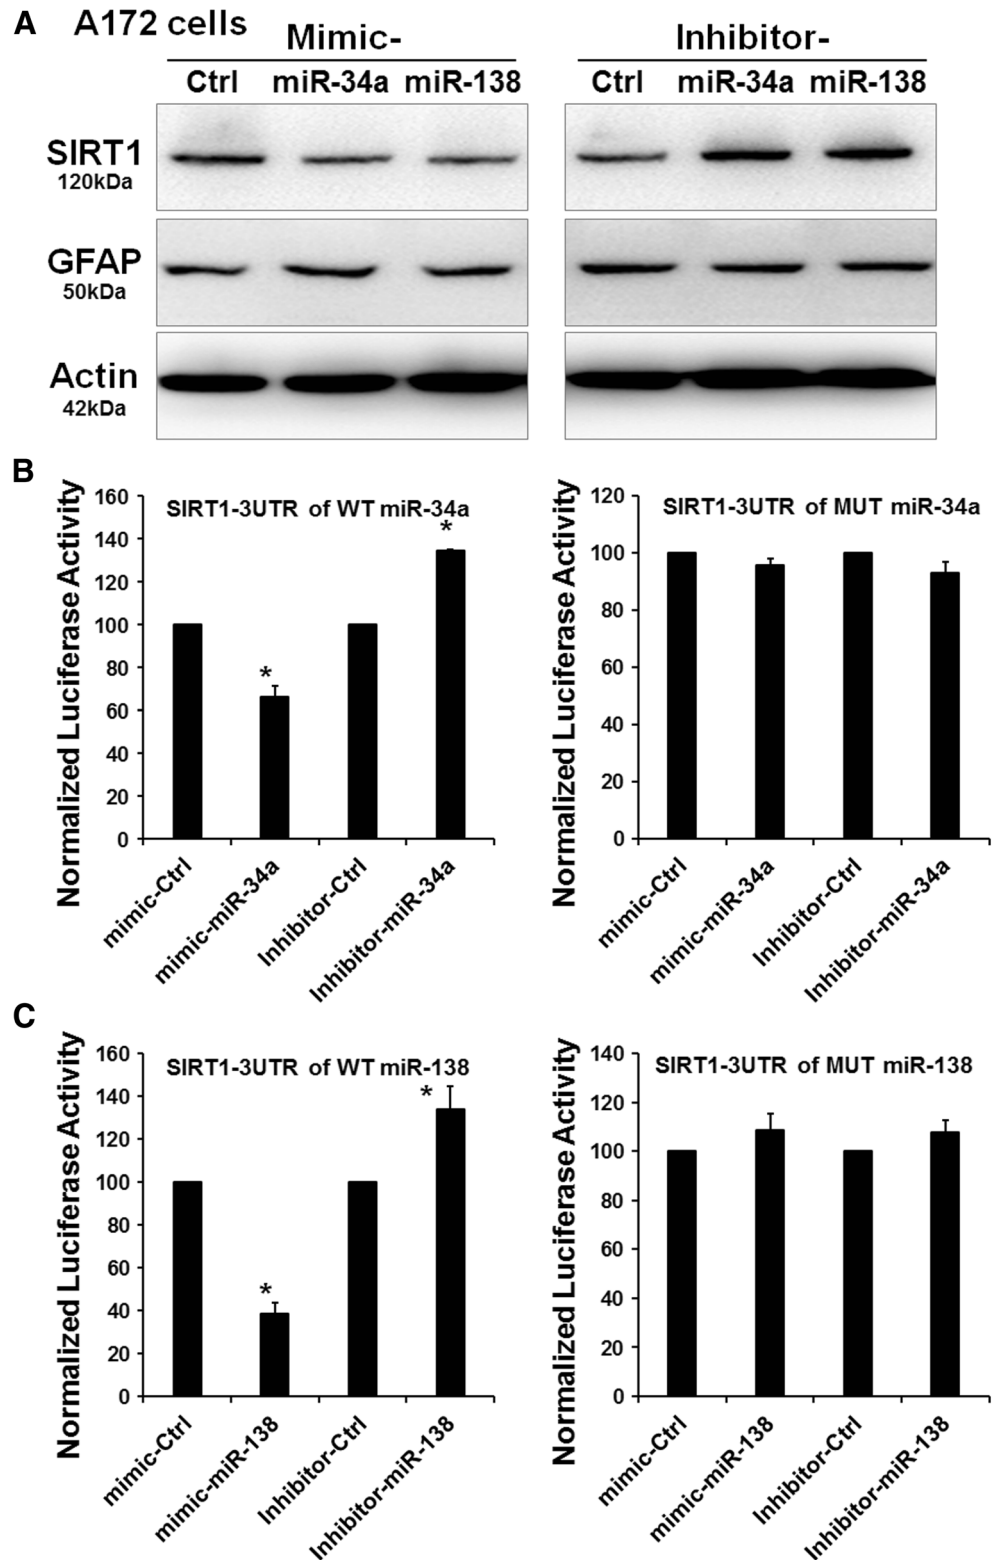 A
A172 cells
Mimic-
Inhibitor-
Ctrl miR-34a miR-138
Ctrl miR-34a miR-138
SIRT1
120kDa
GFAP
50kDa
Actin
42kDa
B
Normalized Luciferase Activity
160
140
120
100
80
60
40
20
0
SIRT1-3UTR of WT miR-34a
*
*
mimic-Ctrl
mimic-miR-34a
Inhibitor-Ctrl
Inhibitor-miR-34a
Normalized Luciferase Activity
120
100
80
60
40
20
0
SIRT1-3UTR of MUT miR-34a
mimic-Ctrl
mimic-miR-34a
Inhibitor-Ctrl
Inhibitor-miR-34a
C
Normalized Luciferase Activity
160
140
120
100
80
60
40
20
0
SIRT1-3UTR of WT miR-138
*
*
mimic-Ctrl
mimic-miR-138
Inhibitor-Ctrl
Inhibitor-miR-138
Normalized Luciferase Activity
140
120
100
80
60
40
20
0
SIRT1-3UTR of MUT miR-138
mimic-Ctrl
mimic-miR-138
Inhibitor-Ctrl
Inhibitor-miR-138